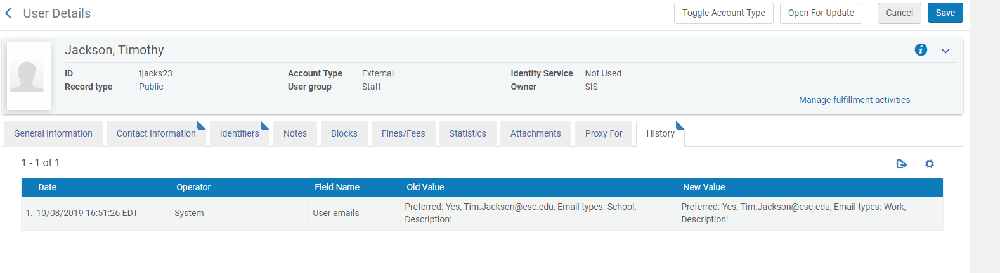 User Details
Toggle Account Type
Open For Update
Cancel
Save
Jackson, Timothy
i
ID tjacks23 Account Type External Identity Service Not Used
Record type Public User group Staff Owner SIS
Manage fulfillment activities
General Information Contact Information Identifiers Notes Blocks Fines/Fees Statistics Attachments Proxy For History
1 - 1 of 1
Date Operator Field Name Old Value New Value
1. 10/08/2019 16:51:26 EDT System User emails Preferred: Yes, Tim.Jackson@esc.edu, Email types: School, Preferred: Yes, Tim.Jackson@esc.edu, Email types: Work,
Description: Description: